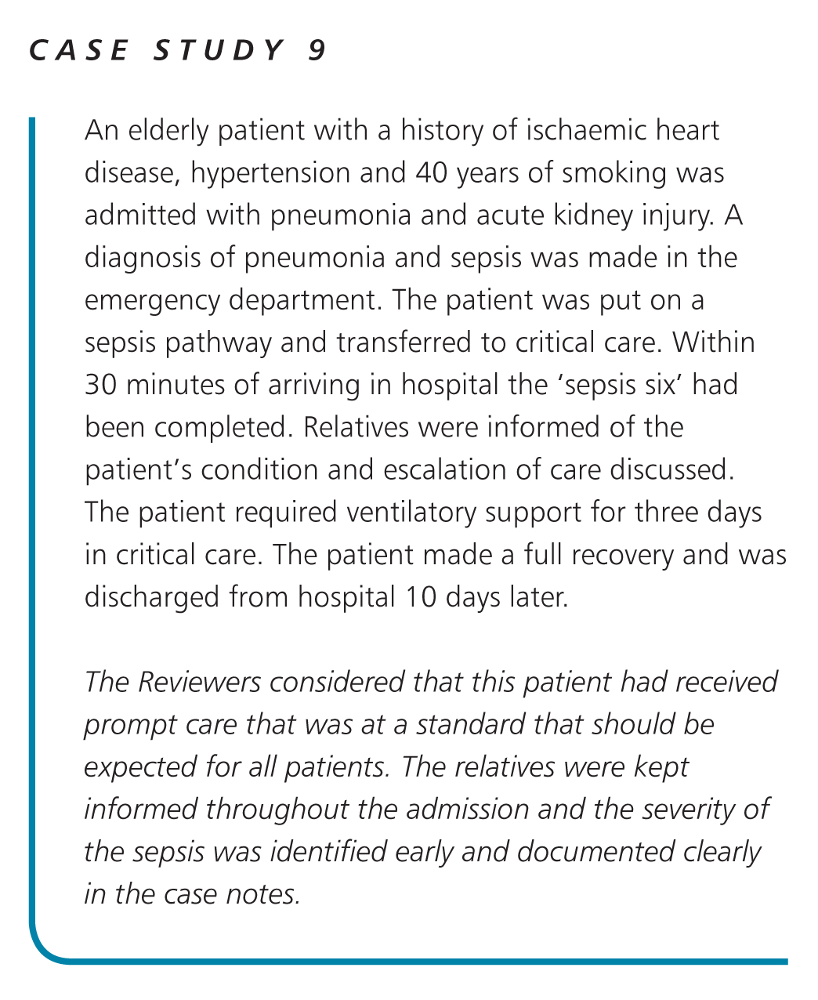 CASE STUDY 9
An elderly patient with a history of ischaemic heart
disease, hypertension and 40 years of smoking was
admitted with pneumonia and acute kidney injury. A
diagnosis of pneumonia and sepsis was made in the
emergency department. The patient was put on a
sepsis pathway and transferred to critical care. Within
30 minutes of arriving in hospital the ‘sepsis six’ had
been completed. Relatives were informed of the
patient’s condition and escalation of care discussed.
The patient required ventilatory support for three days
in critical care. The patient made a full recovery and was
discharged from hospital 10 days later.
The Reviewers considered that this patient had received
prompt care that was at a standard that should be
expected for all patients. The relatives were kept
informed throughout the admission and the severity of
the sepsis was identified early and documented clearly
in the case notes.